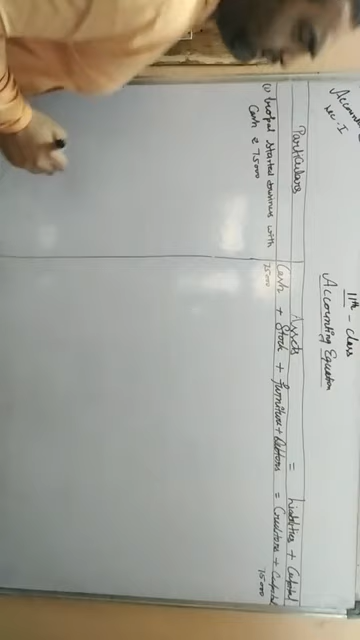 11th - class
Accounting Equation
Lec. I
Particulars
Assets = Liabilities + Capital
Cash + Stock + Furniture + Debtors = Creditors + Capital
started business with 75000 75000
Cash ₹ 75000